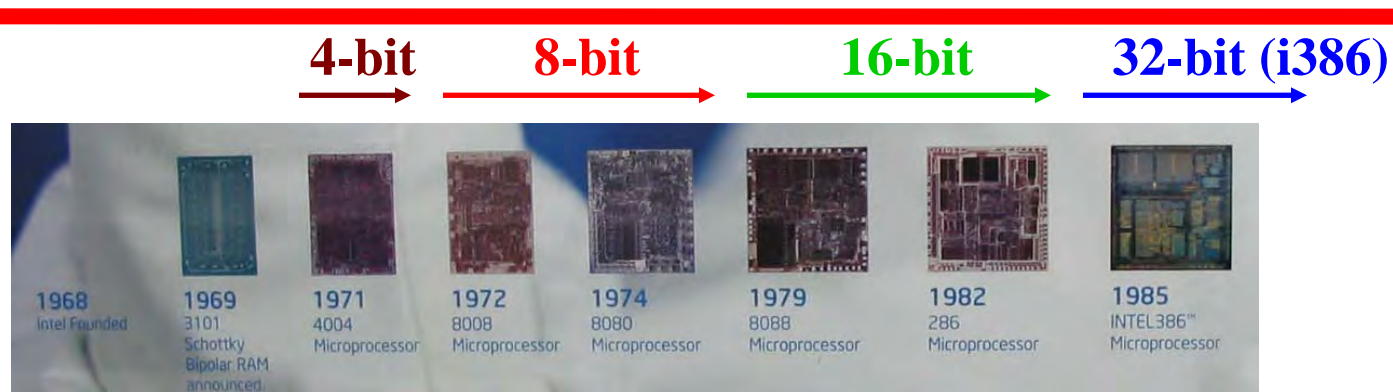 4-bit 8-bit 16-bit 32-bit (i386)
1968
Intel Founded
1969
3101
Schottky
Bipolar RAM
announced.
1971
4004
Microprocessor
1972
8008
Microprocessor
1974
8080
Microprocessor
1979
8088
Microprocessor
1982
286
Microprocessor
1985
INTEL386™
Microprocessor